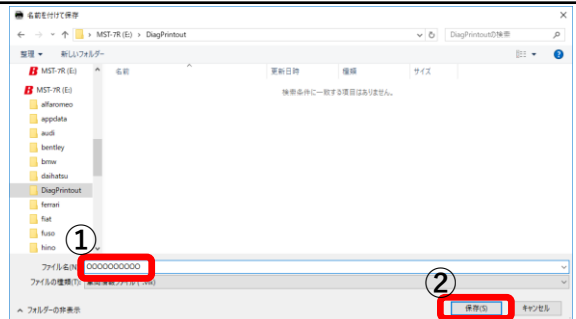 名前を付けて保存
MST-7R (E:) › DiagPrintout
DiagPrintoutの検索
整理 新しいフォルダー
MST-7R (E:)
名前 更新日時 種類 サイズ
検索条件に一致する項目はありません。
MST-7R (E:)
alfaromeo
appdata
audi
bentley
bmw
daihatsu
DiagPrintout
ferrari
fiat
fuso
hino
①
ファイル名(N): OOOOOOOOOO
ファイルの種類(T):
②
フォルダーの非表示
保存(S) キャンセル